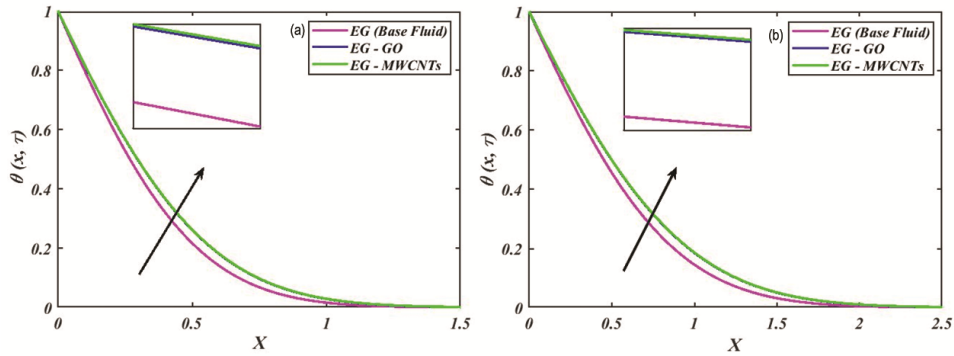 (a)
EG (Base Fluid)
EG - GO
EG - MWCNTs
1
0.8
0.6
0.4
0.2
0
θ (x, τ)
0 0.5 1 1.5
X
(b)
EG (Base Fluid)
EG - GO
EG - MWCNTs
1
0.8
0.6
0.4
0.2
0
θ (x, τ)
0 0.5 1 1.5 2 2.5
X